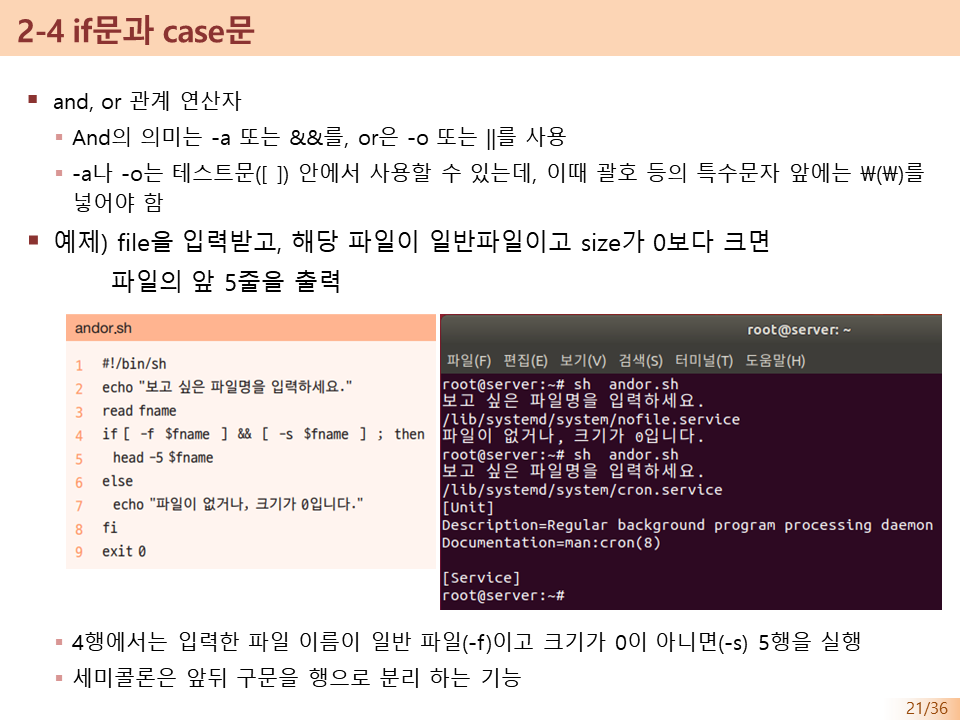 2-4 if문과 case문
and, or 관계 연산자
And의 의미는 -a 또는 &&를, or은 -o 또는 ||를 사용
-a나 -o는 테스트문([ ]) 안에서 사용할 수 있는데, 이때 괄호 등의 특수문자 앞에는 ₩(₩)를
넣어야 함
예제) file을 입력받고, 해당 파일이 일반파일이고 size가 0보다 크면
파일의 앞 5줄을 출력
andor.sh
1 #!/bin/sh
2 echo "보고 싶은 파일명을 입력하세요."
3 read fname
4 if [ -f $fname ] && [ -s $fname ] ; then
5 head -5 $fname
6 else
7 echo "파일이 없거나, 크기가 0입니다."
8 fi
9 exit 0
root@server: ~
파일(F) 편집(E) 보기(V) 검색(S) 터미널(T) 도움말(H)
root@server:~# sh andor.sh
보고 싶은 파일명을 입력하세요.
/lib/systemd/system/nofile.service
파일이 없거나, 크기가 0입니다.
root@server:~# sh andor.sh
보고 싶은 파일명을 입력하세요.
/lib/systemd/system/cron.service
[Unit]
Description=Regular background program processing daemon
Documentation=man:cron(8)
[Service]
root@server:~#
4행에서는 입력한 파일 이름이 일반 파일(-f)이고 크기가 0이 아니면(-s) 5행을 실행
세미콜론은 앞뒤 구문을 행으로 분리 하는 기능
21/36